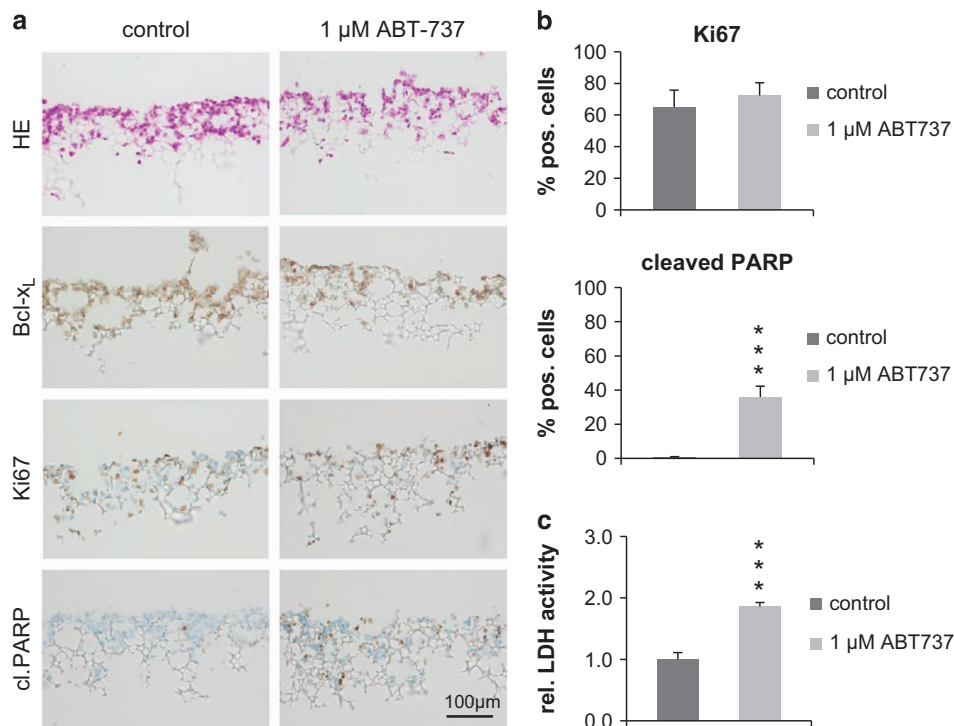 a
control
1 µM ABT-737
HE
Bcl-xL
Ki67
cl.PARP
100µm
b
Ki67
% pos. cells
100
80
60
40
20
0
control
1 µM ABT737
cleaved PARP
% pos. cells
100
80
60
40
20
0
***
control
1 µM ABT737
c
rel. LDH activity
3.0
2.0
1.0
0.0
***
control
1 µM ABT737